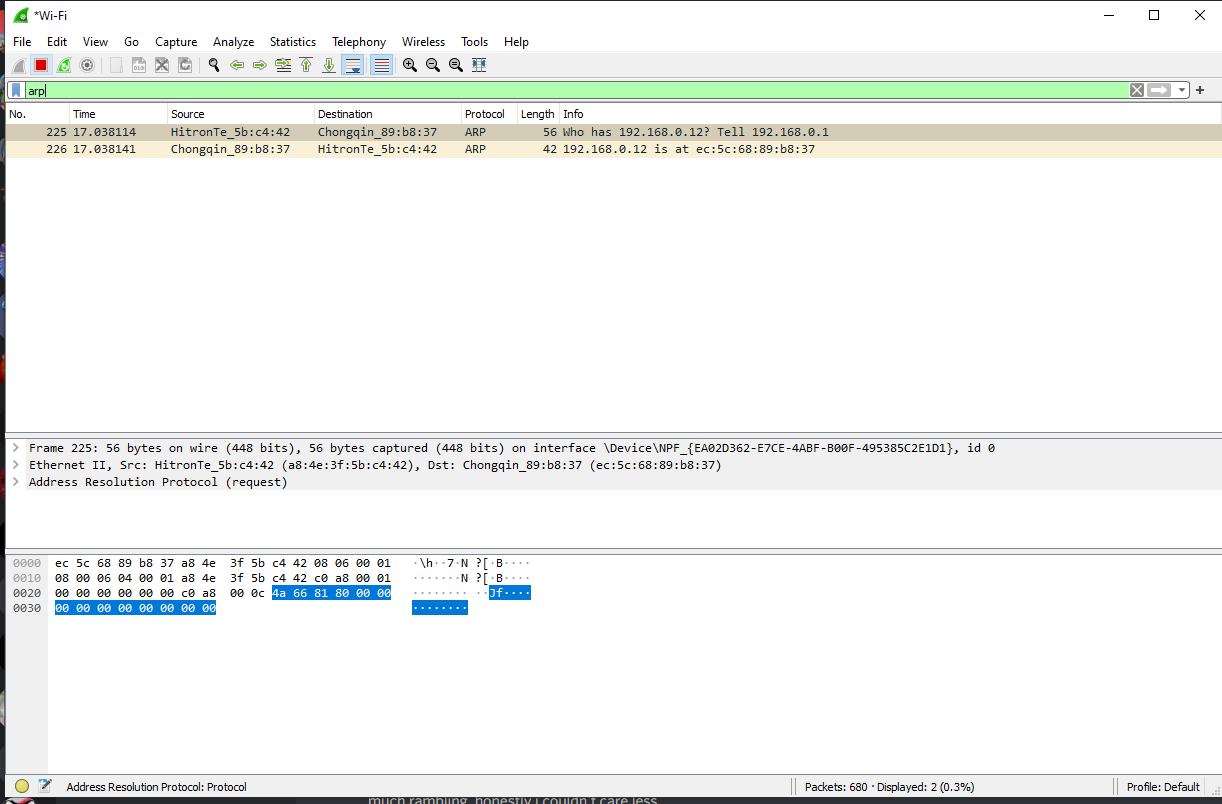 *Wi-Fi
File Edit View Go Capture Analyze Statistics Telephony Wireless Tools Help
arp
No. Time Source Destination Protocol Length Info
225 17.038114 HitronTe_5b:c4:42 Chongqin_89:b8:37 ARP 56 Who has 192.168.0.12? Tell 192.168.0.1
226 17.038141 Chongqin_89:b8:37 HitronTe_5b:c4:42 ARP 42 192.168.0.12 is at ec:5c:68:89:b8:37
Frame 225: 56 bytes on wire (448 bits), 56 bytes captured (448 bits) on interface \Device\NPF_{EA02D362-E7CE-4ABF-B00F-495385C2E1D1}, id 0
Ethernet II, Src: HitronTe_5b:c4:42 (a8:4e:3f:5b:c4:42), Dst: Chongqin_89:b8:37 (ec:5c:68:89:b8:37)
Address Resolution Protocol (request)
0000 ec 5c 68 89 b8 37 a8 4e 3f 5b c4 42 08 06 00 01 ·\h··7·N ?[·B····
0010 08 00 06 04 00 01 a8 4e 3f 5b c4 42 c0 a8 00 01 ·······N ?[·B····
0020 00 00 00 00 00 00 c0 a8 00 0c 4a 66 81 80 00 00 ········ ··Jf····
0030 00 00 00 00 00 00 00 00 ········
Address Resolution Protocol: Protocol Packets: 680 · Displayed: 2 (0.3%) Profile: Default
much rambling, honestly i couldn't care less